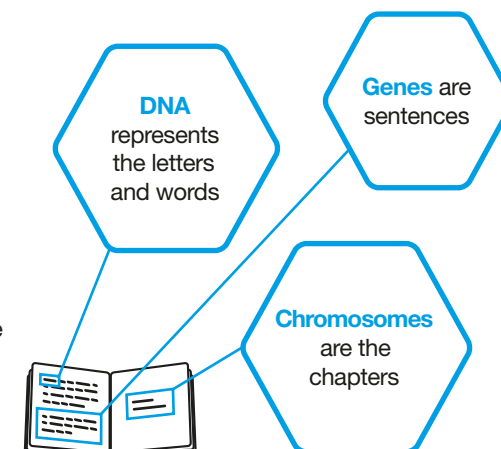 DNA
represents
the letters
and words
Genes are
sentences
Chromosomes
are the
chapters
e